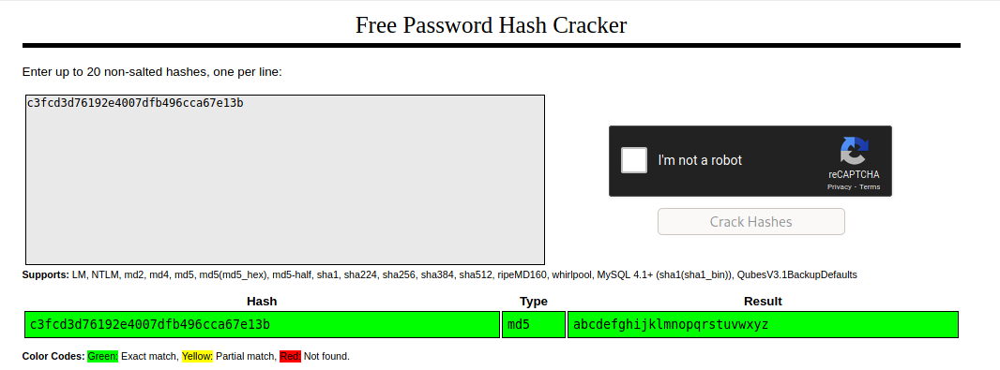 Free Password Hash Cracker
Enter up to 20 non-salted hashes, one per line:
c3fcd3d76192e4007dfb496cca67e13b
I'm not a robot
reCAPTCHA
Privacy - Terms
Crack Hashes
Supports: LM, NTLM, md2, md4, md5, md5(md5_hex), md5-half, sha1, sha224, sha256, sha384, sha512, ripeMD160, whirlpool, MySQL 4.1+ (sha1(sha1_bin)), QubesV3.1BackupDefaults
Hash Type Result
c3fcd3d76192e4007dfb496cca67e13b md5 abcdefghijklmnopqrstuvwxyz
Color Codes: Green: Exact match, Yellow: Partial match, Red: Not found.